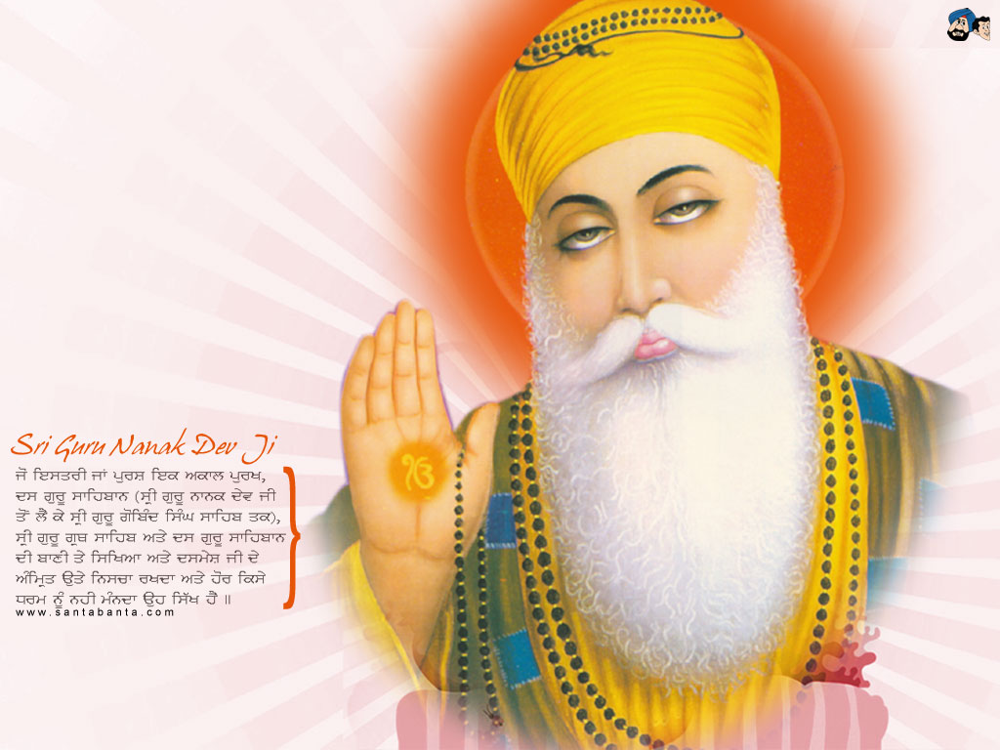 ੴ
Sri Guru Nanak Dev Ji
ਜੋ ਇਸਤਰੀ ਜਾਂ ਪੁਰਸ਼ ਇਕ ਅਕਾਲ ਪੁਰਖ,
ਦਸ ਗੁਰੂ ਸਾਹਿਬਾਨ (ਸ੍ਰੀ ਗੁਰੂ ਨਾਨਕ ਦੇਵ ਜੀ
ਤੋਂ ਲੈ ਕੇ ਸ੍ਰੀ ਗੁਰੂ ਗੋਬਿੰਦ ਸਿੰਘ ਸਾਹਿਬ ਤਕ),
ਸ੍ਰੀ ਗੁਰੂ ਗ੍ਰਥ ਸਾਹਿਬ ਅਤੇ ਦਸ ਗੁਰੂ ਸਾਹਿਬਾਨ
ਦੀ ਬਾਣੀ ਤੇ ਸਿਖਿਆ ਅਤੇ ਦਸਮੇਸ਼ ਜੀ ਦੇ
ਅੰਮ੍ਰਿਤ ਉਤੇ ਨਿਸਚਾ ਰਖਦਾ ਅਤੇ ਹੋਰ ਕਿਸੇ
ਧਰਮ ਨੂੰ ਨਹੀ ਮੰਨਦਾ ਉਹ ਸਿੱਖ ਹੈ ॥
www.santabanta.com